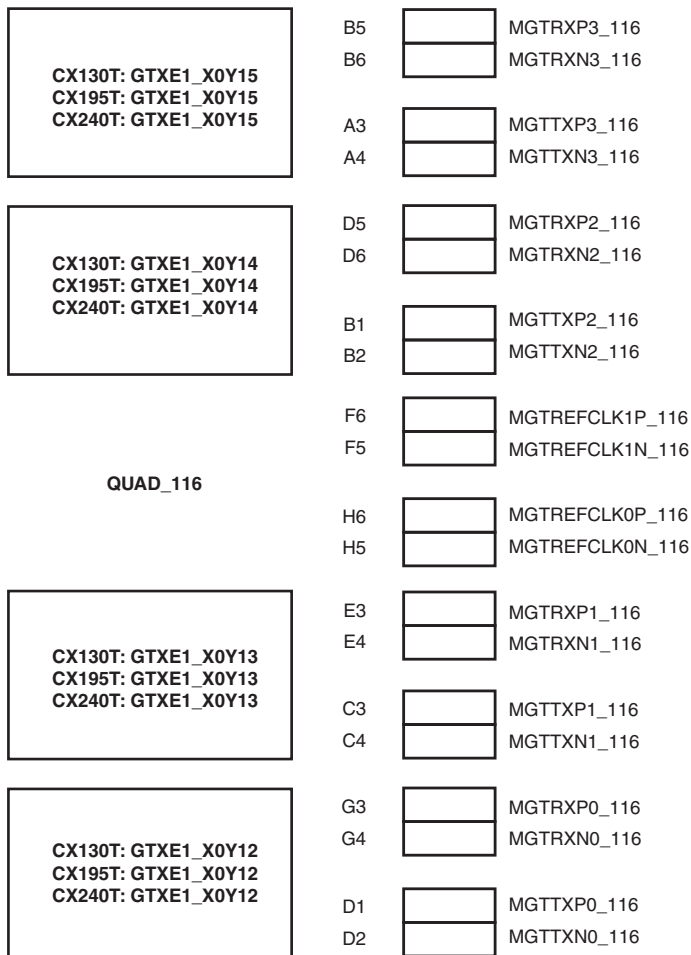 B5 MGTRXP3_116
B6 MGTRXN3_116
CX130T: GTXE1_X0Y15
CX195T: GTXE1_X0Y15
CX240T: GTXE1_X0Y15
A3 MGTTXP3_116
A4 MGTTXN3_116
D5 MGTRXP2_116
D6 MGTRXN2_116
CX130T: GTXE1_X0Y14
CX195T: GTXE1_X0Y14
CX240T: GTXE1_X0Y14
B1 MGTTXP2_116
B2 MGTTXN2_116
F6 MGTREFCLK1P_116
F5 MGTREFCLK1N_116
QUAD_116
H6 MGTREFCLK0P_116
H5 MGTREFCLK0N_116
E3 MGTRXP1_116
E4 MGTRXN1_116
CX130T: GTXE1_X0Y13
CX195T: GTXE1_X0Y13
CX240T: GTXE1_X0Y13
C3 MGTTXP1_116
C4 MGTTXN1_116
G3 MGTRXP0_116
G4 MGTRXN0_116
CX130T: GTXE1_X0Y12
CX195T: GTXE1_X0Y12
CX240T: GTXE1_X0Y12
D1 MGTTXP0_116
D2 MGTTXN0_116